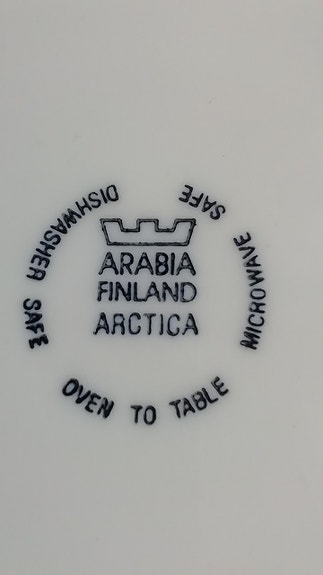 ARABIA
FINLAND
ARCTICA
DISHWASHER SAFE
OVEN TO TABLE
MICROWAVE SAFE